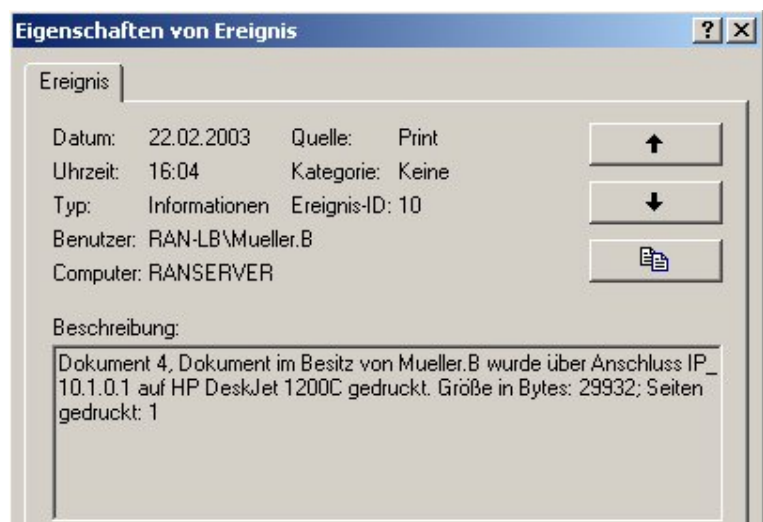 Eigenschaften von Ereignis
Ereignis
Datum: 22.02.2003 Quelle: Print
Uhrzeit: 16:04 Kategorie: Keine
Typ: Informationen Ereignis-ID: 10
Benutzer: RAN-LB\Mueller.B
Computer: RANSERVER
Beschreibung:
Dokument 4, Dokument im Besitz von Mueller.B wurde über Anschluss IP_
10.1.0.1 auf HP DeskJet 1200C gedruckt. Größe in Bytes: 29932; Seiten
gedruckt: 1